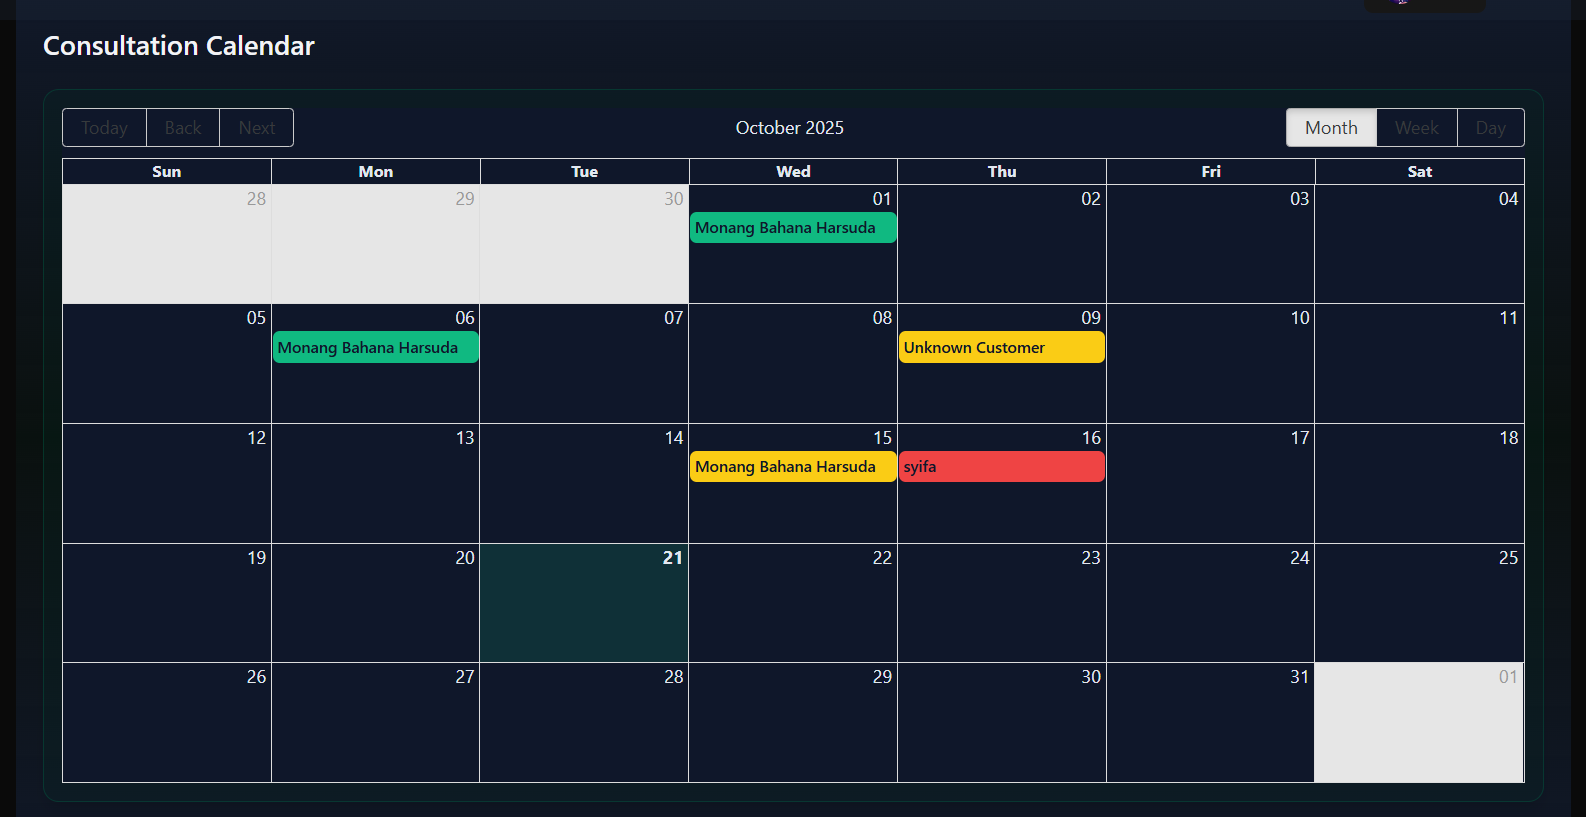 Consultation Calendar
Today Back Next October 2025 Month Week Day
Sun Mon Tue Wed Thu Fri Sat
28 29 30 01 02 03 04
Monang Bahana Harsuda
05 06 07 08 09 10 11
Monang Bahana Harsuda Unknown Customer
12 13 14 15 16 17 18
Monang Bahana Harsuda syifa
19 20 21 22 23 24 25
26 27 28 29 30 31 01